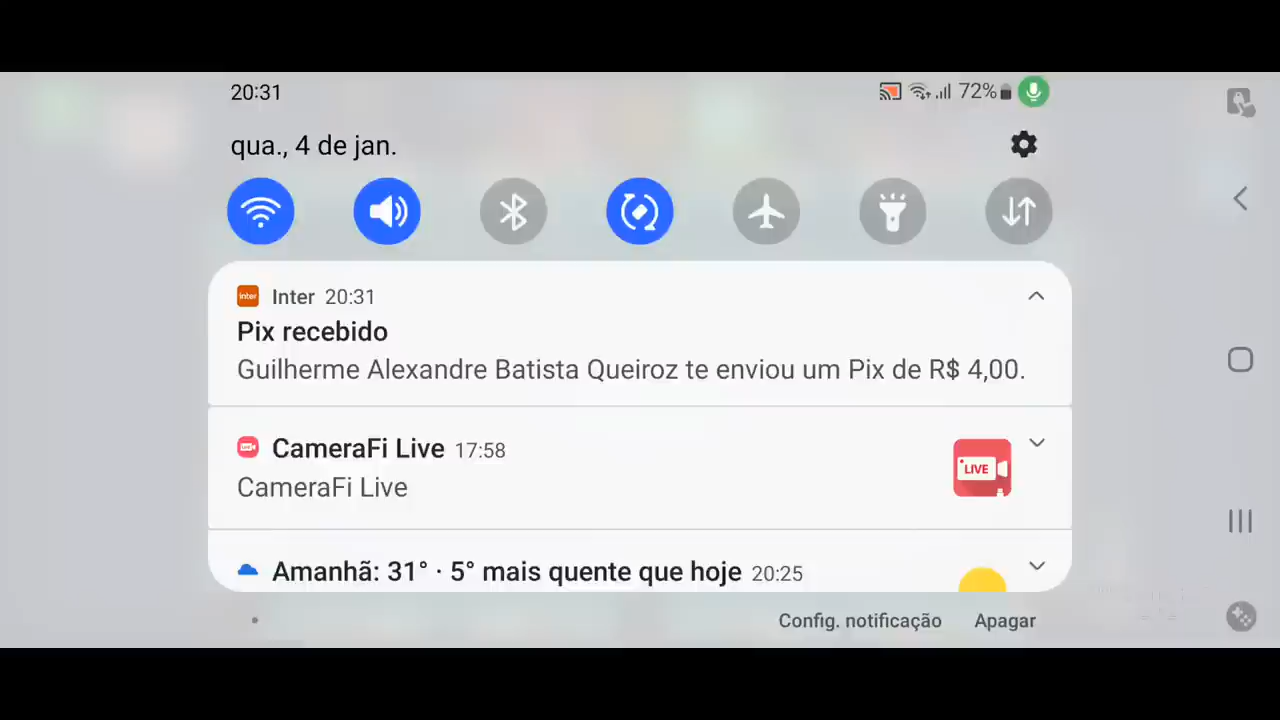 20:31
72%
qua., 4 de jan.
inter Inter 20:31
Pix recebido
Guilherme Alexandre Batista Queiroz te enviou um Pix de R$ 4,00.
CameraFi Live 17:58
CameraFi Live
LIVE
Amanhã: 31° · 5° mais quente que hoje 20:25
Config. notificação Apagar